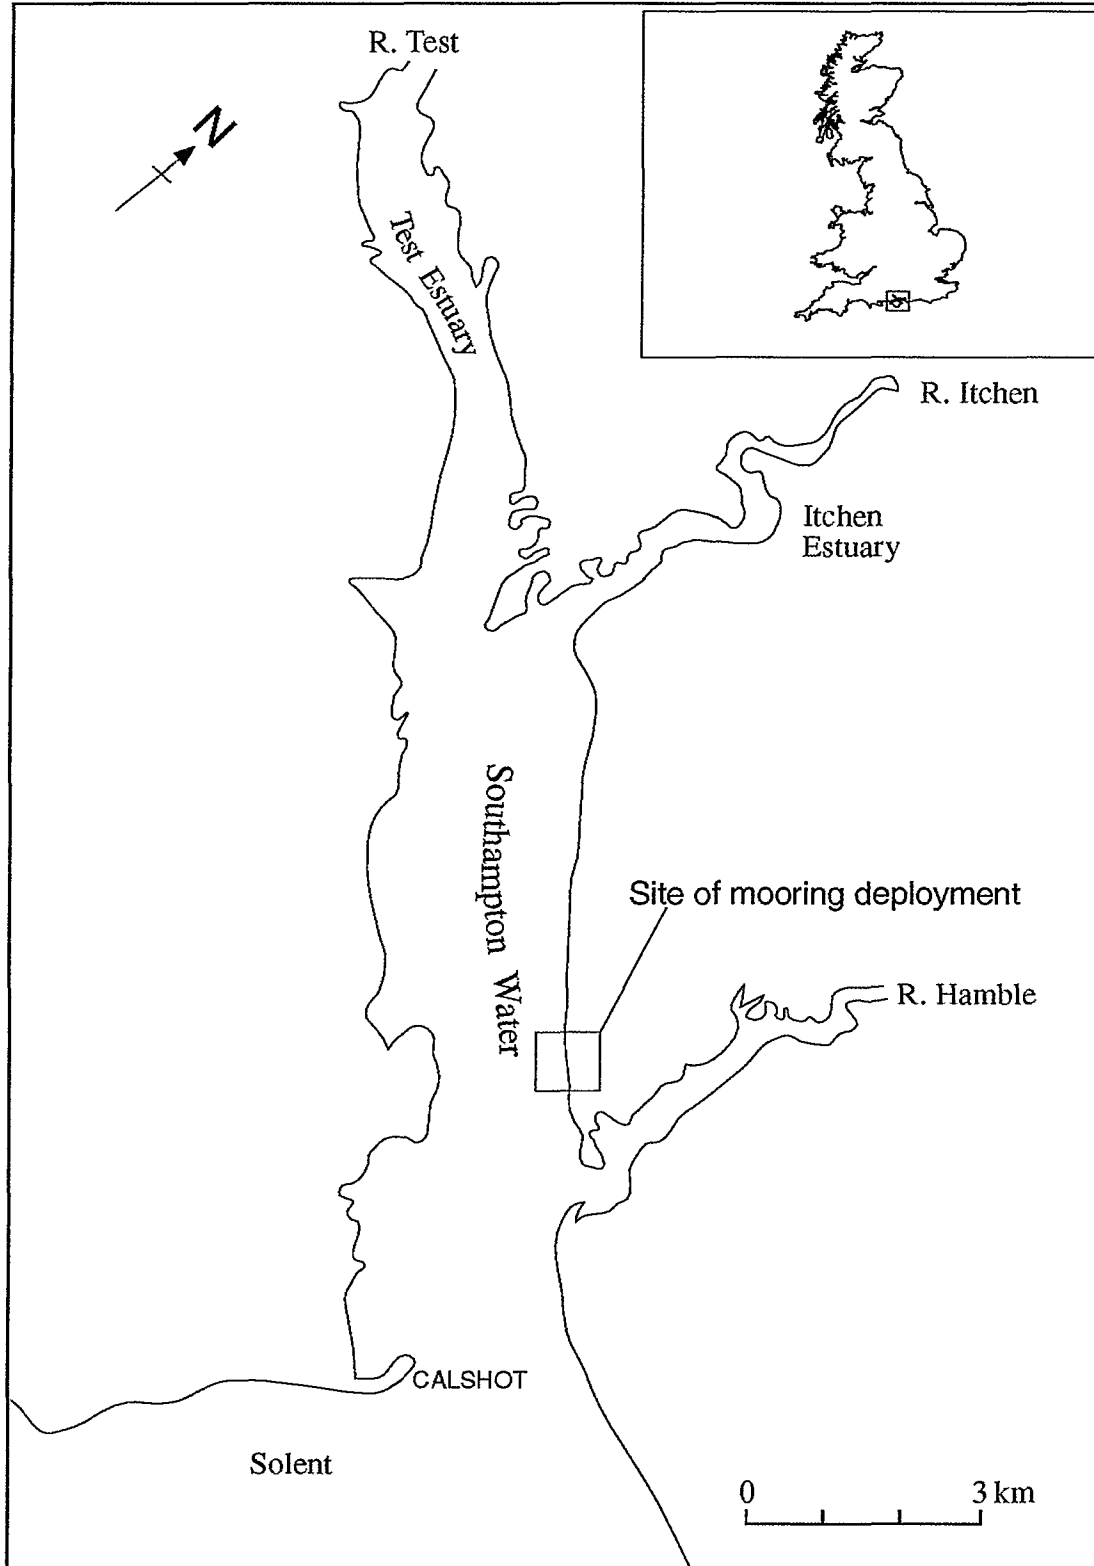 R. Test
N
Test Estuary
R. Itchen
Itchen
Estuary
Southampton Water
Site of mooring deployment
R. Hamble
CALSHOT
Solent
0 3 km